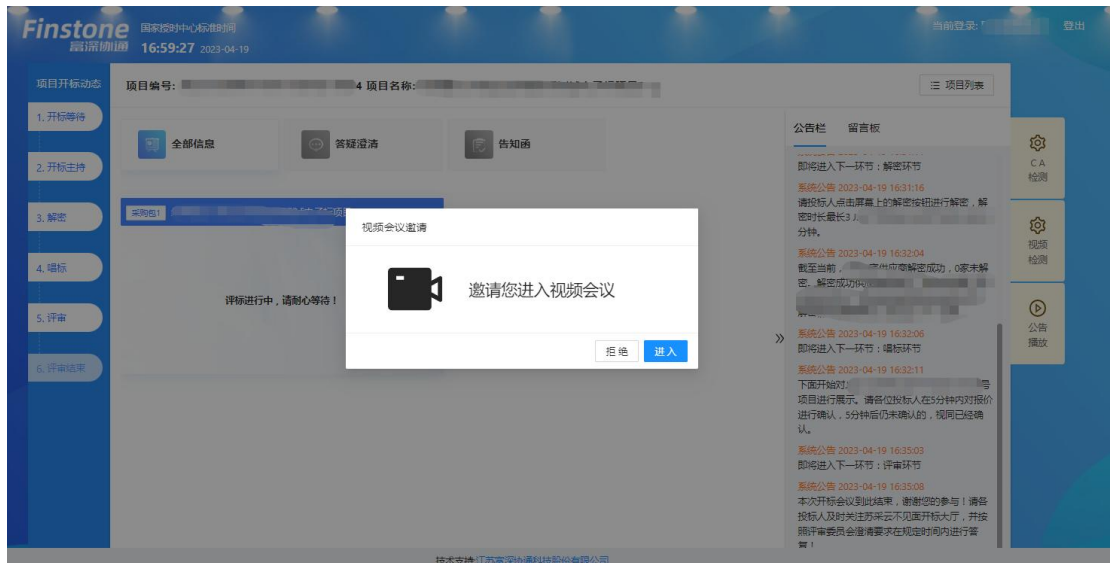 Finstone
富深协通
国家授时中心标准时间
16:59:27 2023-04-19
当前登录:
登出
项目开标动态
1. 开标等待
2. 开标主持
3. 解密
4. 唱标
5. 评审
6. 评审结束
项目编号:
4 项目名称:
项目列表
全部信息
答疑澄清
告知函
采购包1
评标进行中，请耐心等待！
视频会议邀请
邀请您进入视频会议
拒 绝
进 入
公告栏
留言板
即将进入下一环节：解密环节
系统公告 2023-04-19 16:31:16
请投标人点击屏幕上的解密按钮进行解密，解
密时长最长3
分钟。
系统公告 2023-04-19 16:32:04
截至当前，
供应商解密成功，0家未解
密。解密成功供
系统公告 2023-04-19 16:32:06
即将进入下一环节：唱标环节
系统公告 2023-04-19 16:32:11
下面开始对
号
项目进行展示。请各位投标人在5分钟内对报价
进行确认，5分钟后仍未确认的，视同已经确
认。
系统公告 2023-04-19 16:35:03
即将进入下一环节：评审环节
系统公告 2023-04-19 16:35:08
本次开标会议到此结束，谢谢您的参与！请各
投标人及时关注苏采云不见面开标大厅，并按
照评审委员会澄清要求在规定时间内进行答
复！
CA
检测
视频
检测
公告
播放
技术支持:江苏富深协通科技股份有限公司